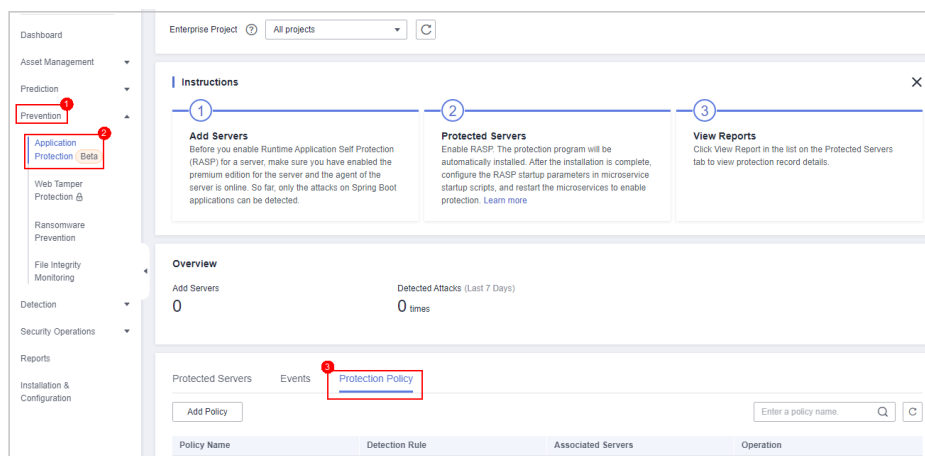 Dashboard
Asset Management
Prediction
1
Prevention
2
Application
Protection Beta
Web Tamper
Protection
Ransomware
Prevention
File Integrity
Monitoring
Detection
Security Operations
Reports
Installation &
Configuration
Enterprise Project ? All projects
Instructions
1
Add Servers
Before you enable Runtime Application Self Protection
(RASP) for a server, make sure you have enabled the
premium edition for the server and the agent of the
server is online. So far, only the attacks on Spring Boot
applications can be detected.
2
Protected Servers
Enable RASP. The protection program will be
automatically installed. After the installation is complete,
configure the RASP startup parameters in microservice
startup scripts, and restart the microservices to enable
protection. Learn more
3
View Reports
Click View Report in the list on the Protected Servers
tab to view protection record details.
Overview
Add Servers
0
Detected Attacks (Last 7 Days)
0 times
3
Protected Servers Events Protection Policy
Add Policy
Enter a policy name.
Policy Name Detection Rule Associated Servers Operation